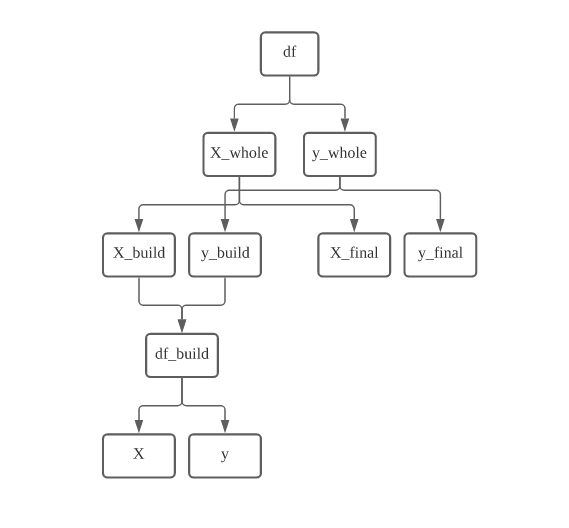 df
X_whole
y_whole
X_build
y_build
X_final
y_final
df_build
X
y